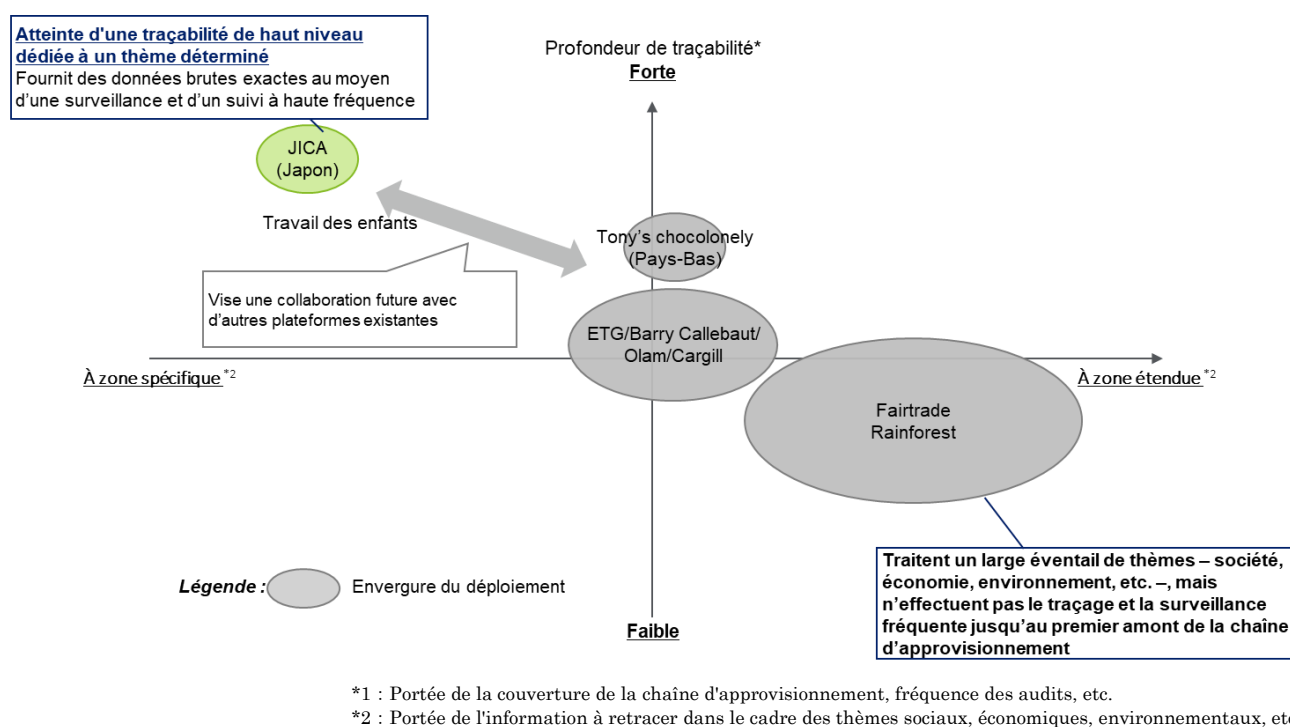 Atteinte d'une traçabilité de haut niveau
dédiée à un thème déterminé
Fournit des données brutes exactes au moyen
d'une surveillance et d'un suivi à haute fréquence
Profondeur de traçabilité*
Forte
JICA
(Japon)
Travail des enfants
Tony's chocolonely
(Pays-Bas)
Vise une collaboration future avec
d'autres plateformes existantes
ETG/Barry Callebaut/
Olam/Cargill
À zone spécifique *2
À zone étendue *2
Fairtrade
Rainforest
Traitent un large éventail de thèmes – société,
économie, environnement, etc. –, mais
n'effectuent pas le traçage et la surveillance
fréquente jusqu'au premier amont de la chaîne
d'approvisionnement
Légende :
Envergure du déploiement
Faible
*1 : Portée de la couverture de la chaîne d'approvisionnement, fréquence des audits, etc.
*2 : Portée de l'information à retracer dans le cadre des thèmes sociaux, économiques, environnementaux, etc